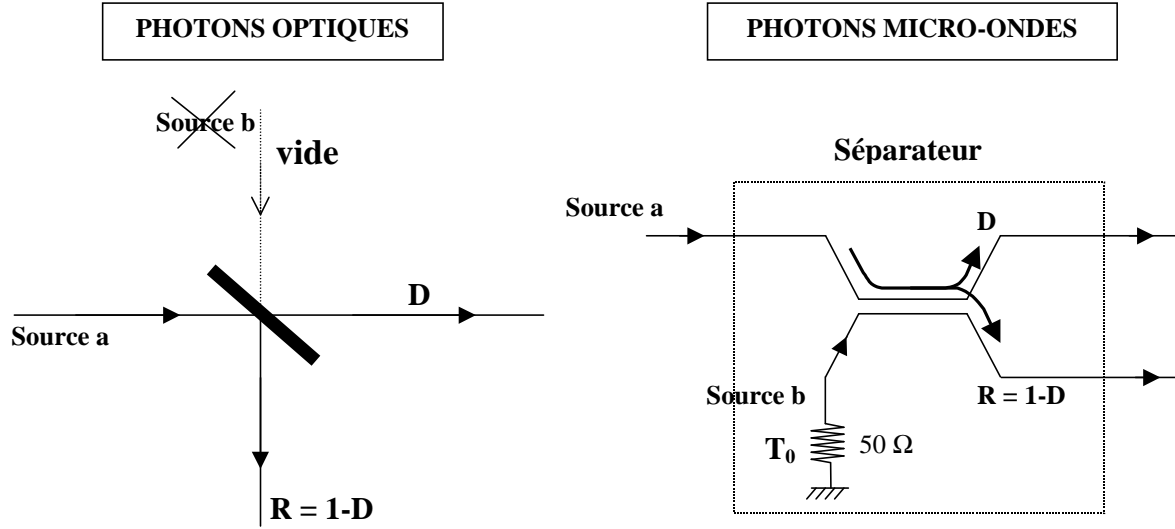 PHOTONS OPTIQUES
Source b
vide
D
Source a
R = 1-D
PHOTONS MICRO-ONDES
Séparateur
Source a
D
Source b
R = 1-D
T₀ 50 Ω